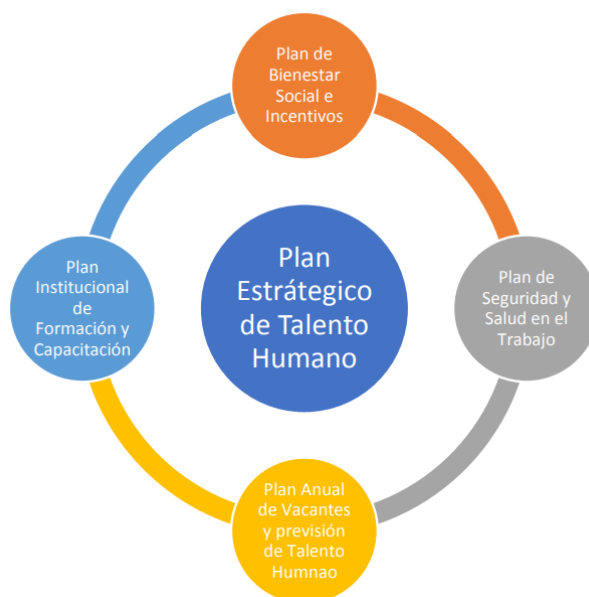 Plan de
Bienestar
Social e
Incentivos
Plan
Institucional
de
Formación y
Capacitación
Plan
Estrátegico
de Talento
Humano
Plan de
Seguridad y
Salud en el
Trabajo
Plan Anual
de Vacantes
y previsión
de Talento
Humnao